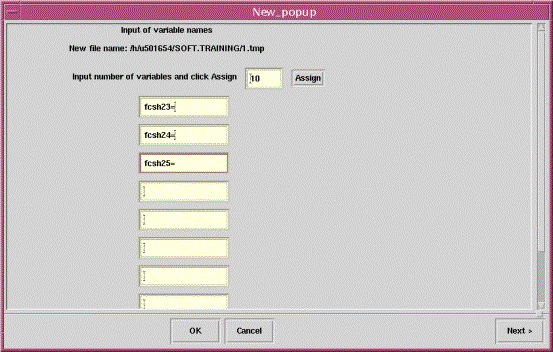 New_popup
Input of variable names
New file name: /h/u501654/SOFT.TRAINING/1.tmp
Input number of variables and click Assign 10 Assign
fcsh23=
fcsh24=
fcsh25=
OK Cancel Next >